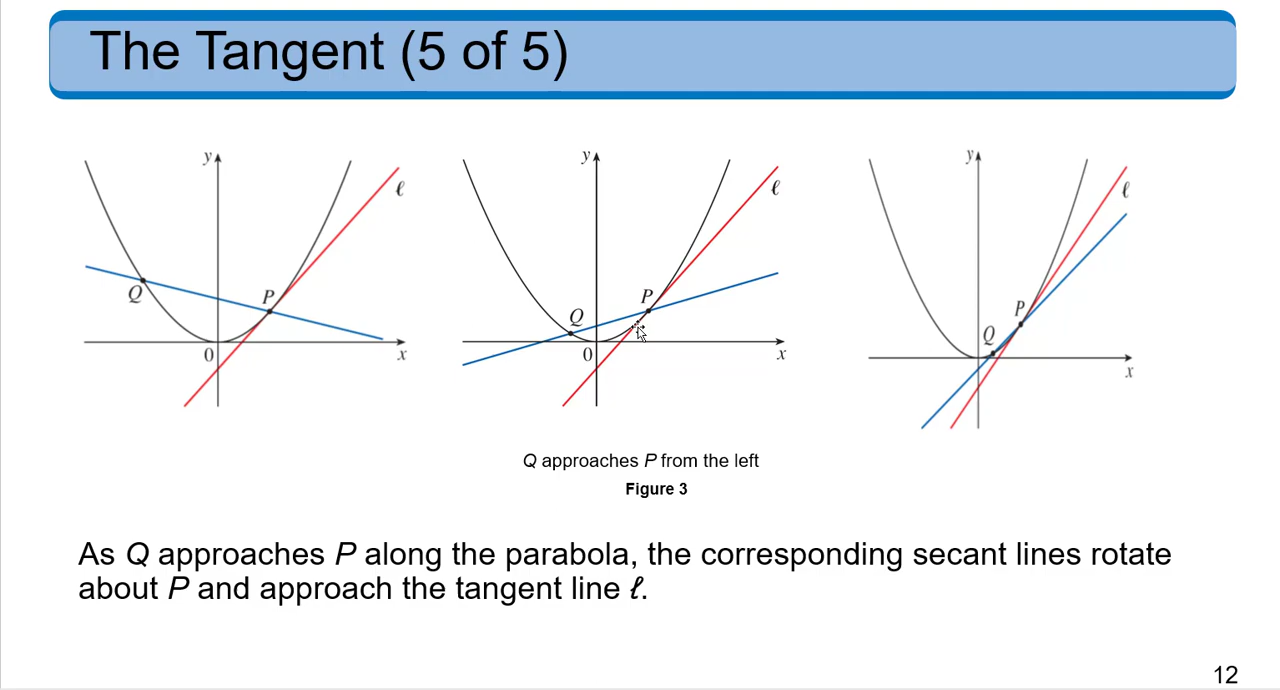 The Tangent (5 of 5)
y
ℓ
Q
P
0
x
y
ℓ
Q
P
0
x
y
ℓ
P
Q
x
Q approaches P from the left
Figure 3
As Q approaches P along the parabola, the corresponding secant lines rotate
about P and approach the tangent line ℓ.
12